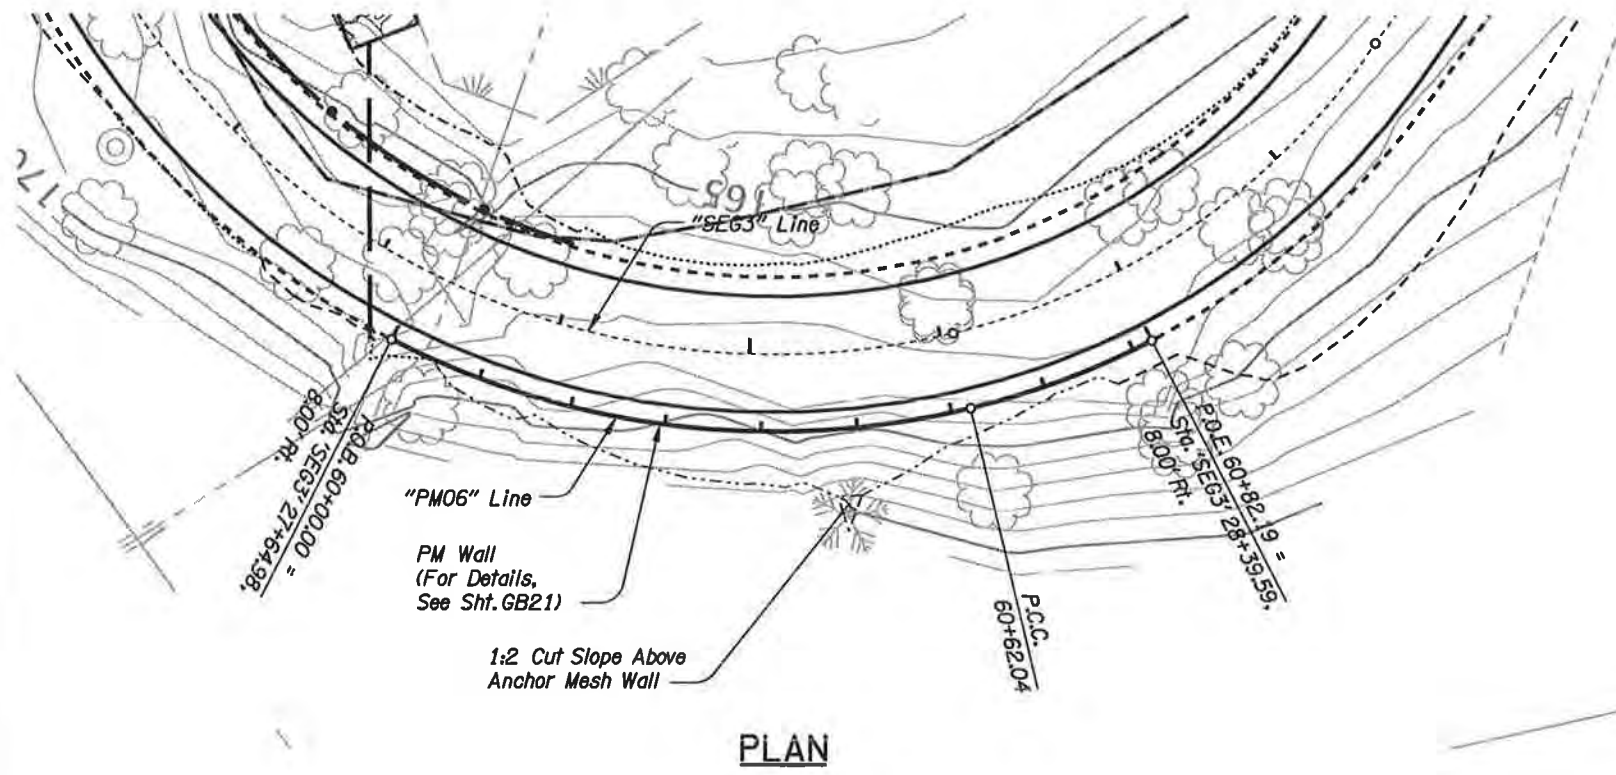 170
165
"SEG3" Line
P.O.B. 60+00.00 =
Sta. "SEG3" 27+64.98,
8.00' Rt.
"PM06" Line
PM Wall
(For Details,
See Sht. GB21)
1:2 Cut Slope Above
Anchor Mesh Wall
P.C.C.
60+62.04
P.O.E. 60+82.19 =
Sta. "SEG3" 28+39.59,
8.00' Rt.
PLAN